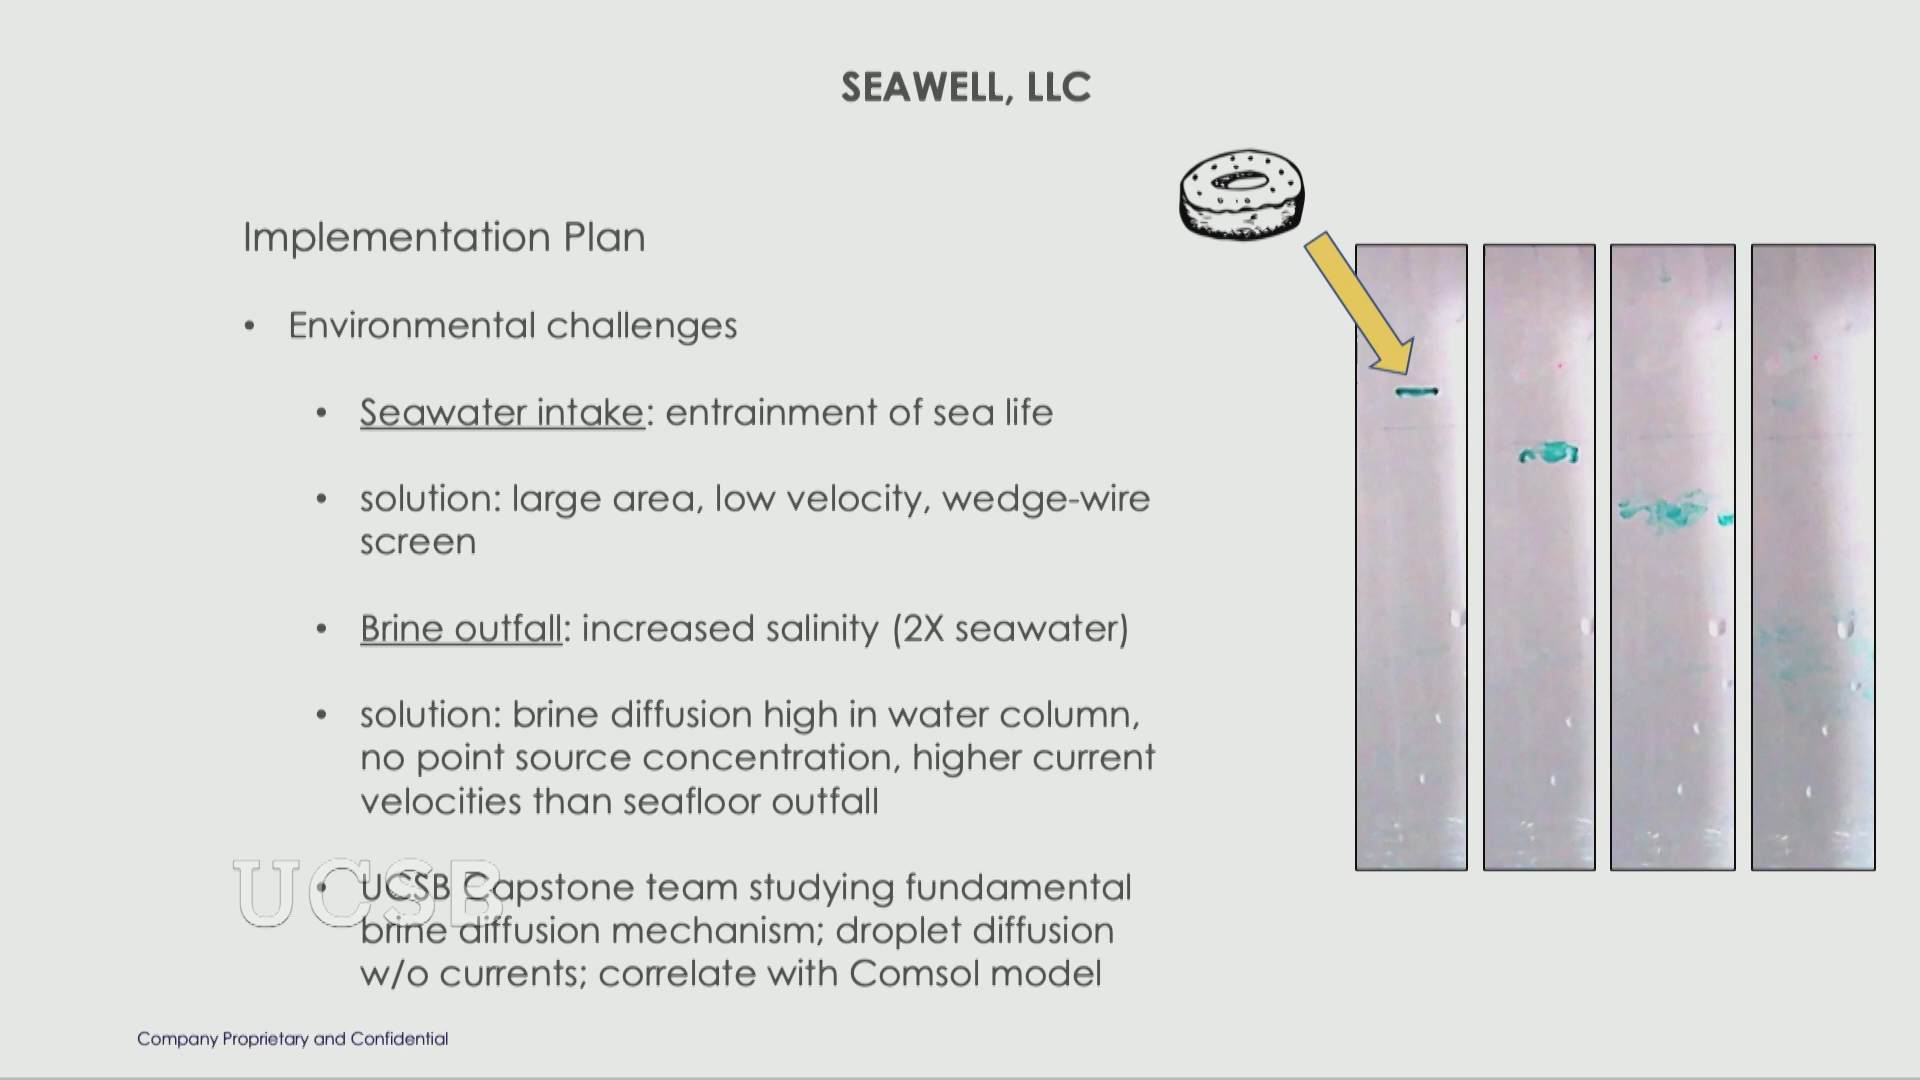 SEAWELL, LLC
Implementation Plan
• Environmental challenges
• Seawater intake: entrainment of sea life
• solution: large area, low velocity, wedge-wire
screen
• Brine outfall: increased salinity (2X seawater)
• solution: brine diffusion high in water column,
no point source concentration, higher current
velocities than seafloor outfall
UCSB
• UCSB Capstone team studying fundamental
brine diffusion mechanism; droplet diffusion
w/o currents; correlate with Comsol model
Company Proprietary and Confidential